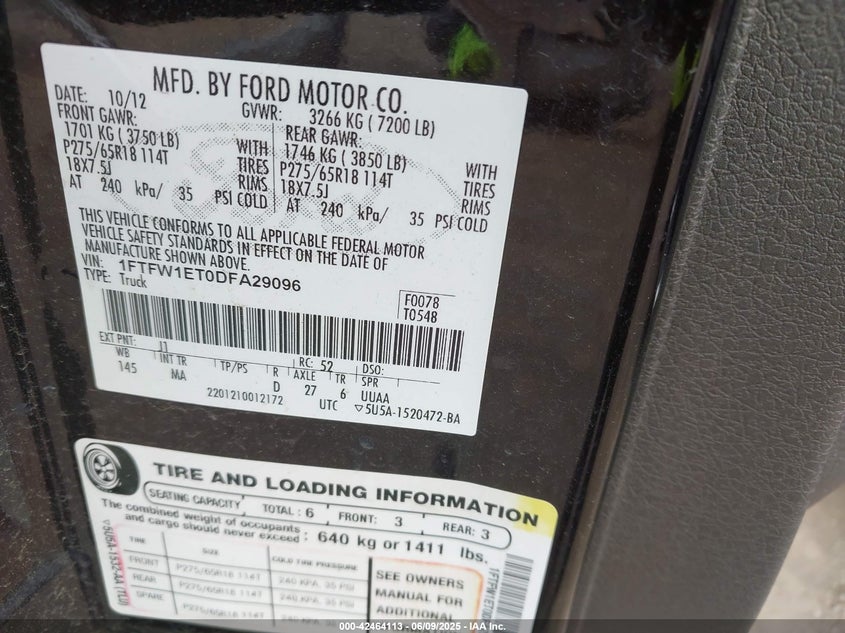 MFD. BY FORD MOTOR CO.
DATE: 10/12 GVWR: 3266 KG ( 7200 LB)
FRONT GAWR: REAR GAWR:
1701 KG ( 3750 LB) WITH 1746 KG ( 3850 LB) WITH
P275/65R18 114T TIRES P275/65R18 114T TIRES
18X7.5J RIMS 18X7.5J RIMS
AT 240 kPa/ 35 PSI COLD AT 240 kPa/ 35 PSI COLD
THIS VEHICLE CONFORMS TO ALL APPLICABLE FEDERAL MOTOR
VEHICLE SAFETY STANDARDS IN EFFECT ON THE DATE OF
MANUFACTURE SHOWN ABOVE.
VIN: 1FTFW1ET0DFA29096
TYPE: Truck
F0078
T0548
EXT PNT: J1 RC: 52 DSO:
WB INT TR TP/PS R AXLE TR SPR
145 MA D 27 6 UUAA
2201210012172 UTC ▽5U5A-1520472-BA
TIRE AND LOADING INFORMATION
SEATING CAPACITY TOTAL : 6 FRONT: 3 REAR: 3
The combined weight of occupants
and cargo should never exceed : 640 kg or 1411 lbs.
TIRE SIZE COLD TIRE PRESSURE
FRONT P275/65R18 114T 240 KPA, 35 PSI
REAR P275/65R18 114T 240 KPA, 35 PSI
SPARE P275/65R18 114T 240 KPA,
SEE OWNERS
MANUAL FOR
ADDITIONAL
000-42464113 - 06/09/2025 - IAA Inc.